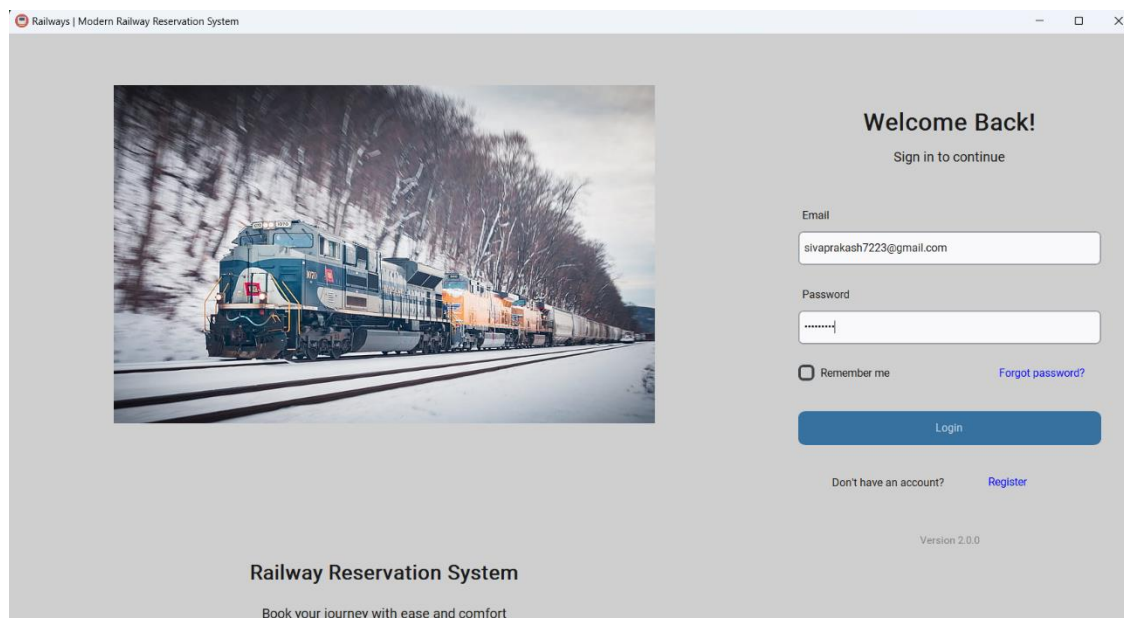 Railways | Modern Railway Reservation System
Welcome Back!
Sign in to continue
Email
sivaprakash7223@gmail.com
Password
Remember me
Forgot password?
Login
Don't have an account?
Register
Version 2.0.0
Railway Reservation System
Book your journey with ease and comfort